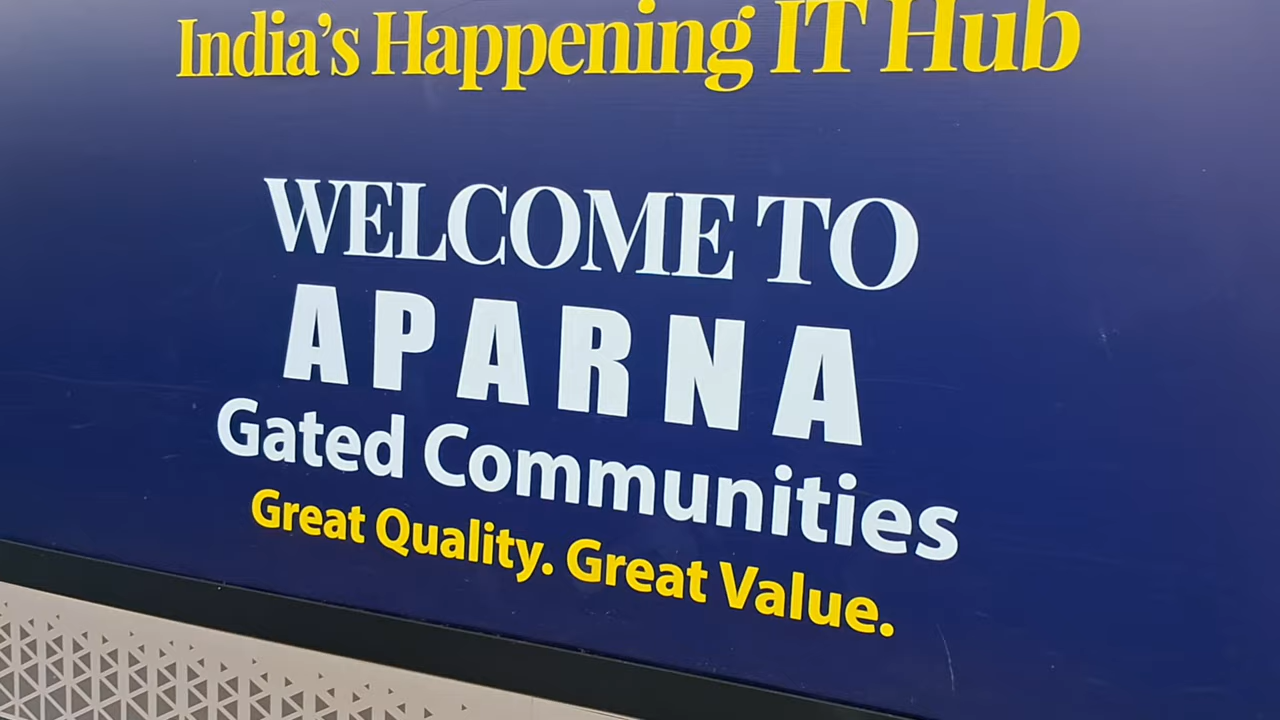 India's Happening IT Hub
WELCOME TO
APARNA
Gated Communities
Great Quality. Great Value.